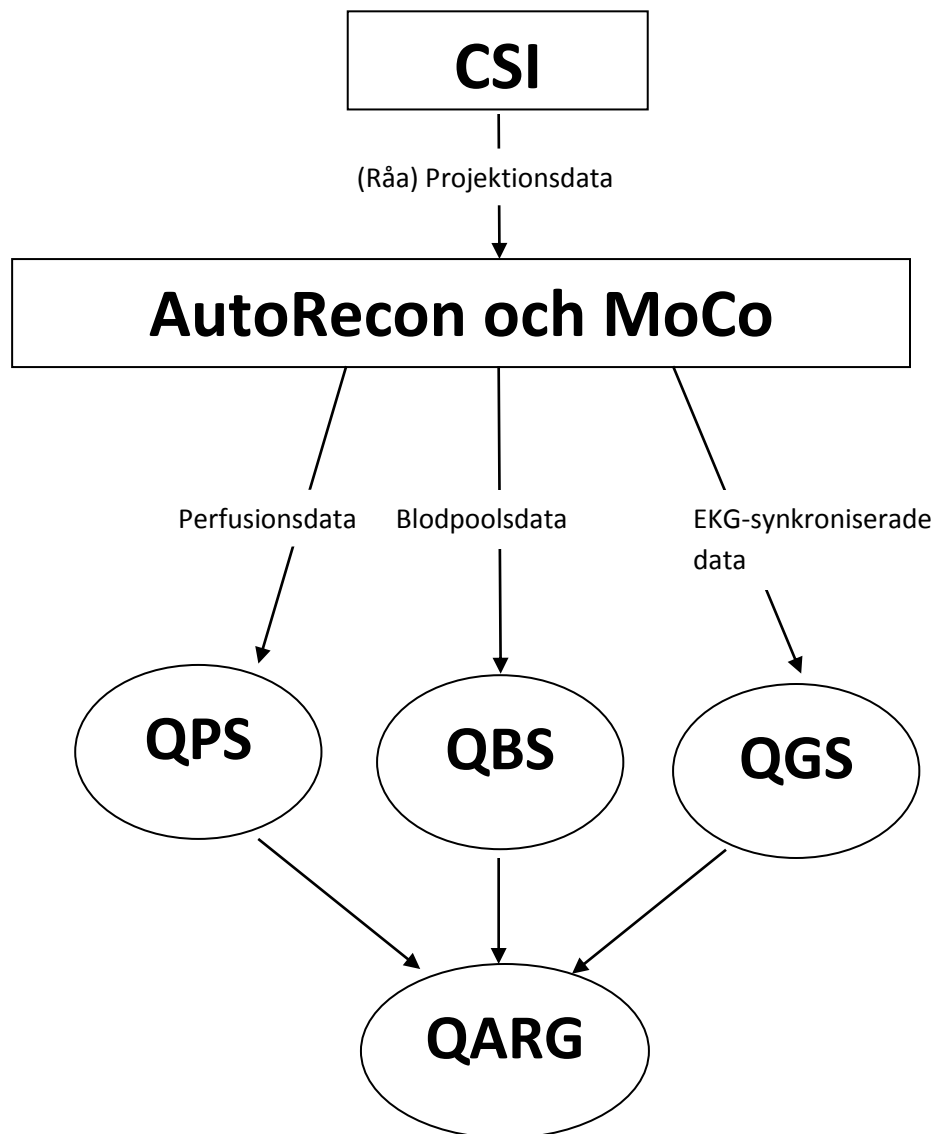 CSI
(Råa) Projektionsdata
AutoRecon och MoCo
Perfusionsdata
Blodpoolsdata
EKG-synkroniserade
data
QPS
QBS
QGS
QARG